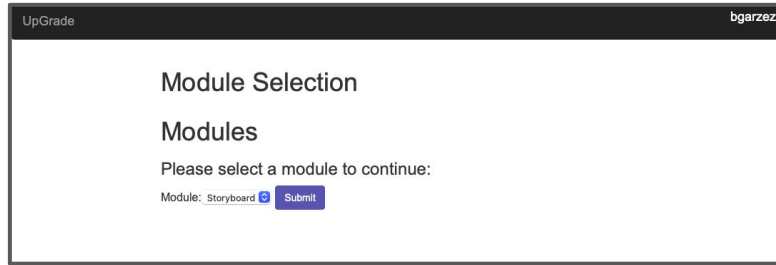 UpGrade bgarzez
Module Selection
Modules
Please select a module to continue:
Module: Storyboard Submit